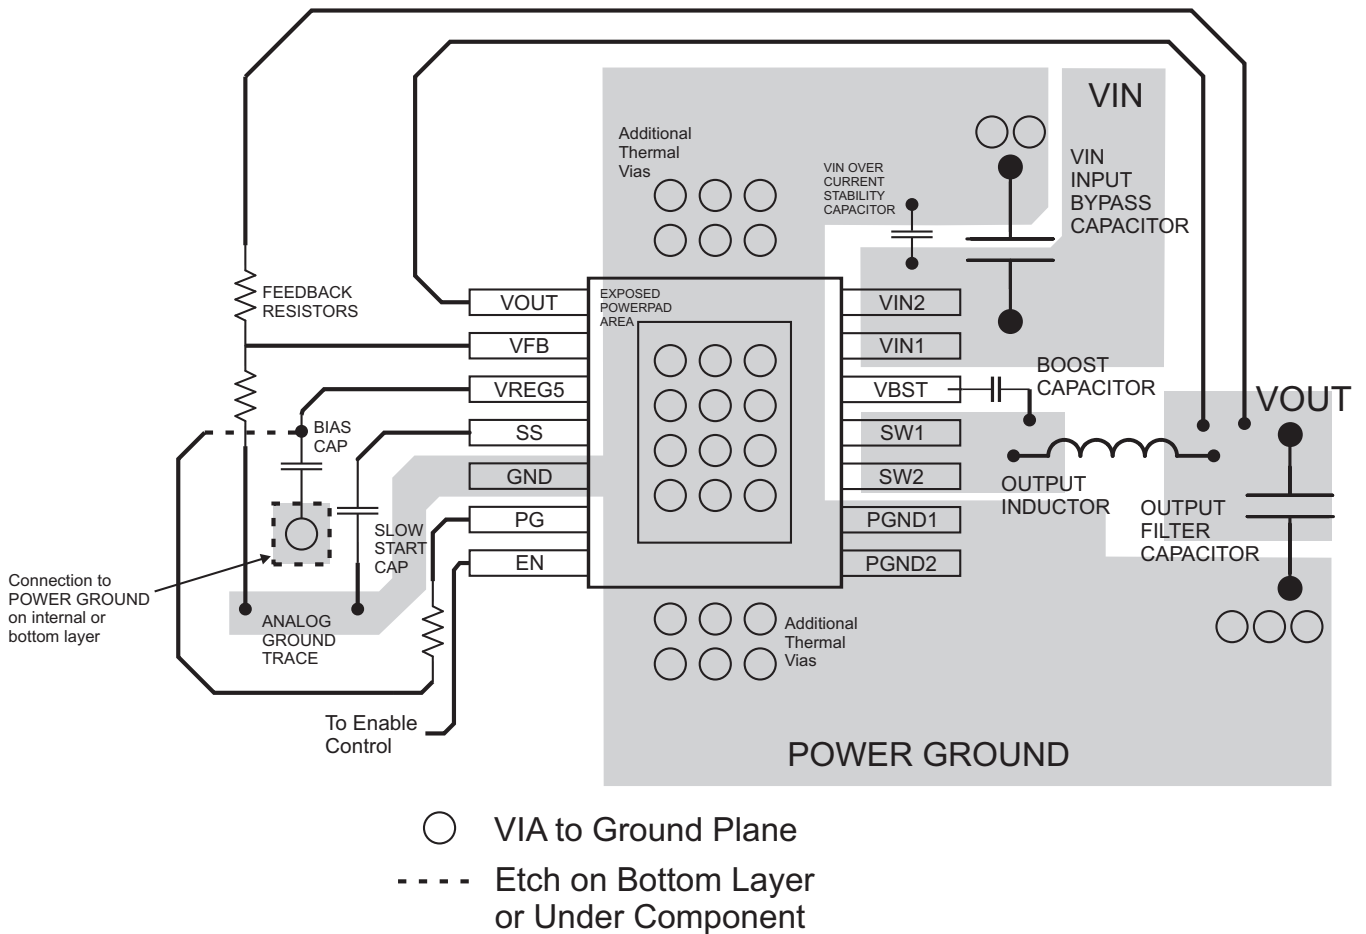 VIN
Additional
Thermal
Vias
VIN OVER
CURRENT
STABILITY
CAPACITOR
VIN
INPUT
BYPASS
CAPACITOR
FEEDBACK
RESISTORS
VOUT
VFB
VREG5
SS
GND
PG
EN
EXPOSED
POWERPAD
AREA
VIN2
VIN1
VBST
SW1
SW2
PGND1
PGND2
BOOST
CAPACITOR
VOUT
BIAS
CAP
OUTPUT
INDUCTOR
OUTPUT
FILTER
CAPACITOR
SLOW
START
CAP
Connection to
POWER GROUND
on internal or
bottom layer
ANALOG
GROUND
TRACE
Additional
Thermal
Vias
To Enable
Control
POWER GROUND
VIA to Ground Plane
Etch on Bottom Layer
or Under Component